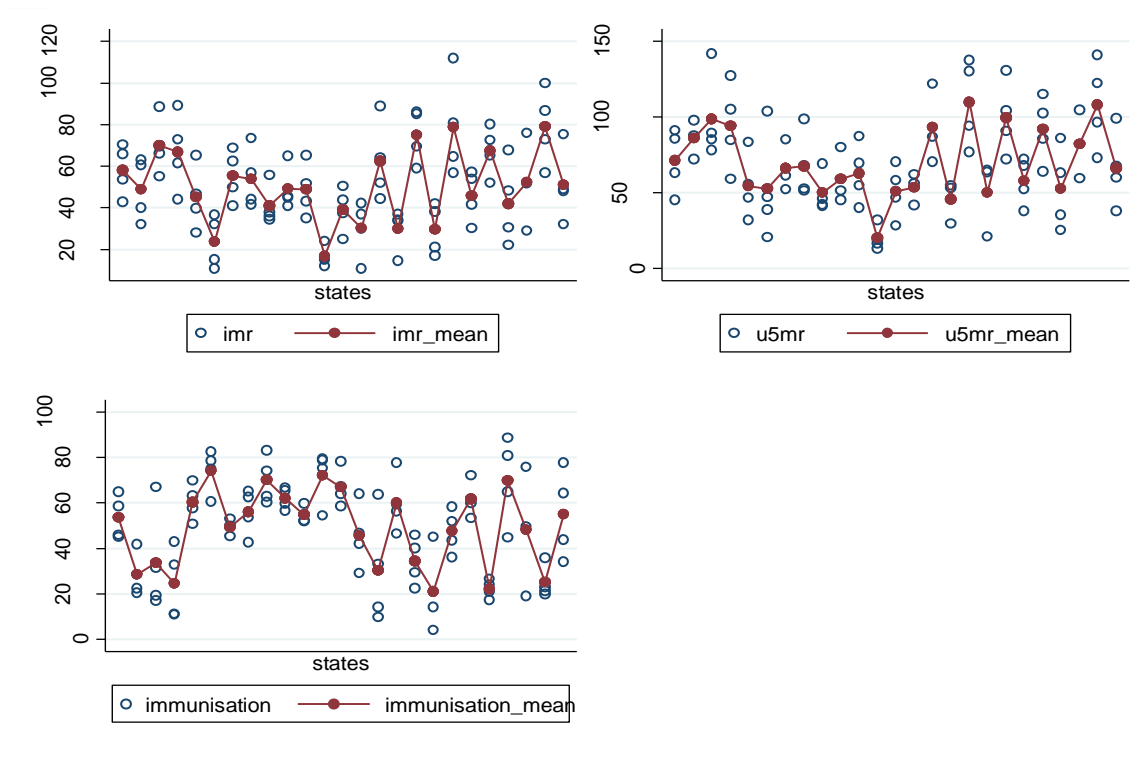 120
100
80
60
40
20
states
imr imr_mean
150
100
50
0
states
u5mr u5mr_mean
100
80
60
40
20
0
states
immunisation immunisation_mean